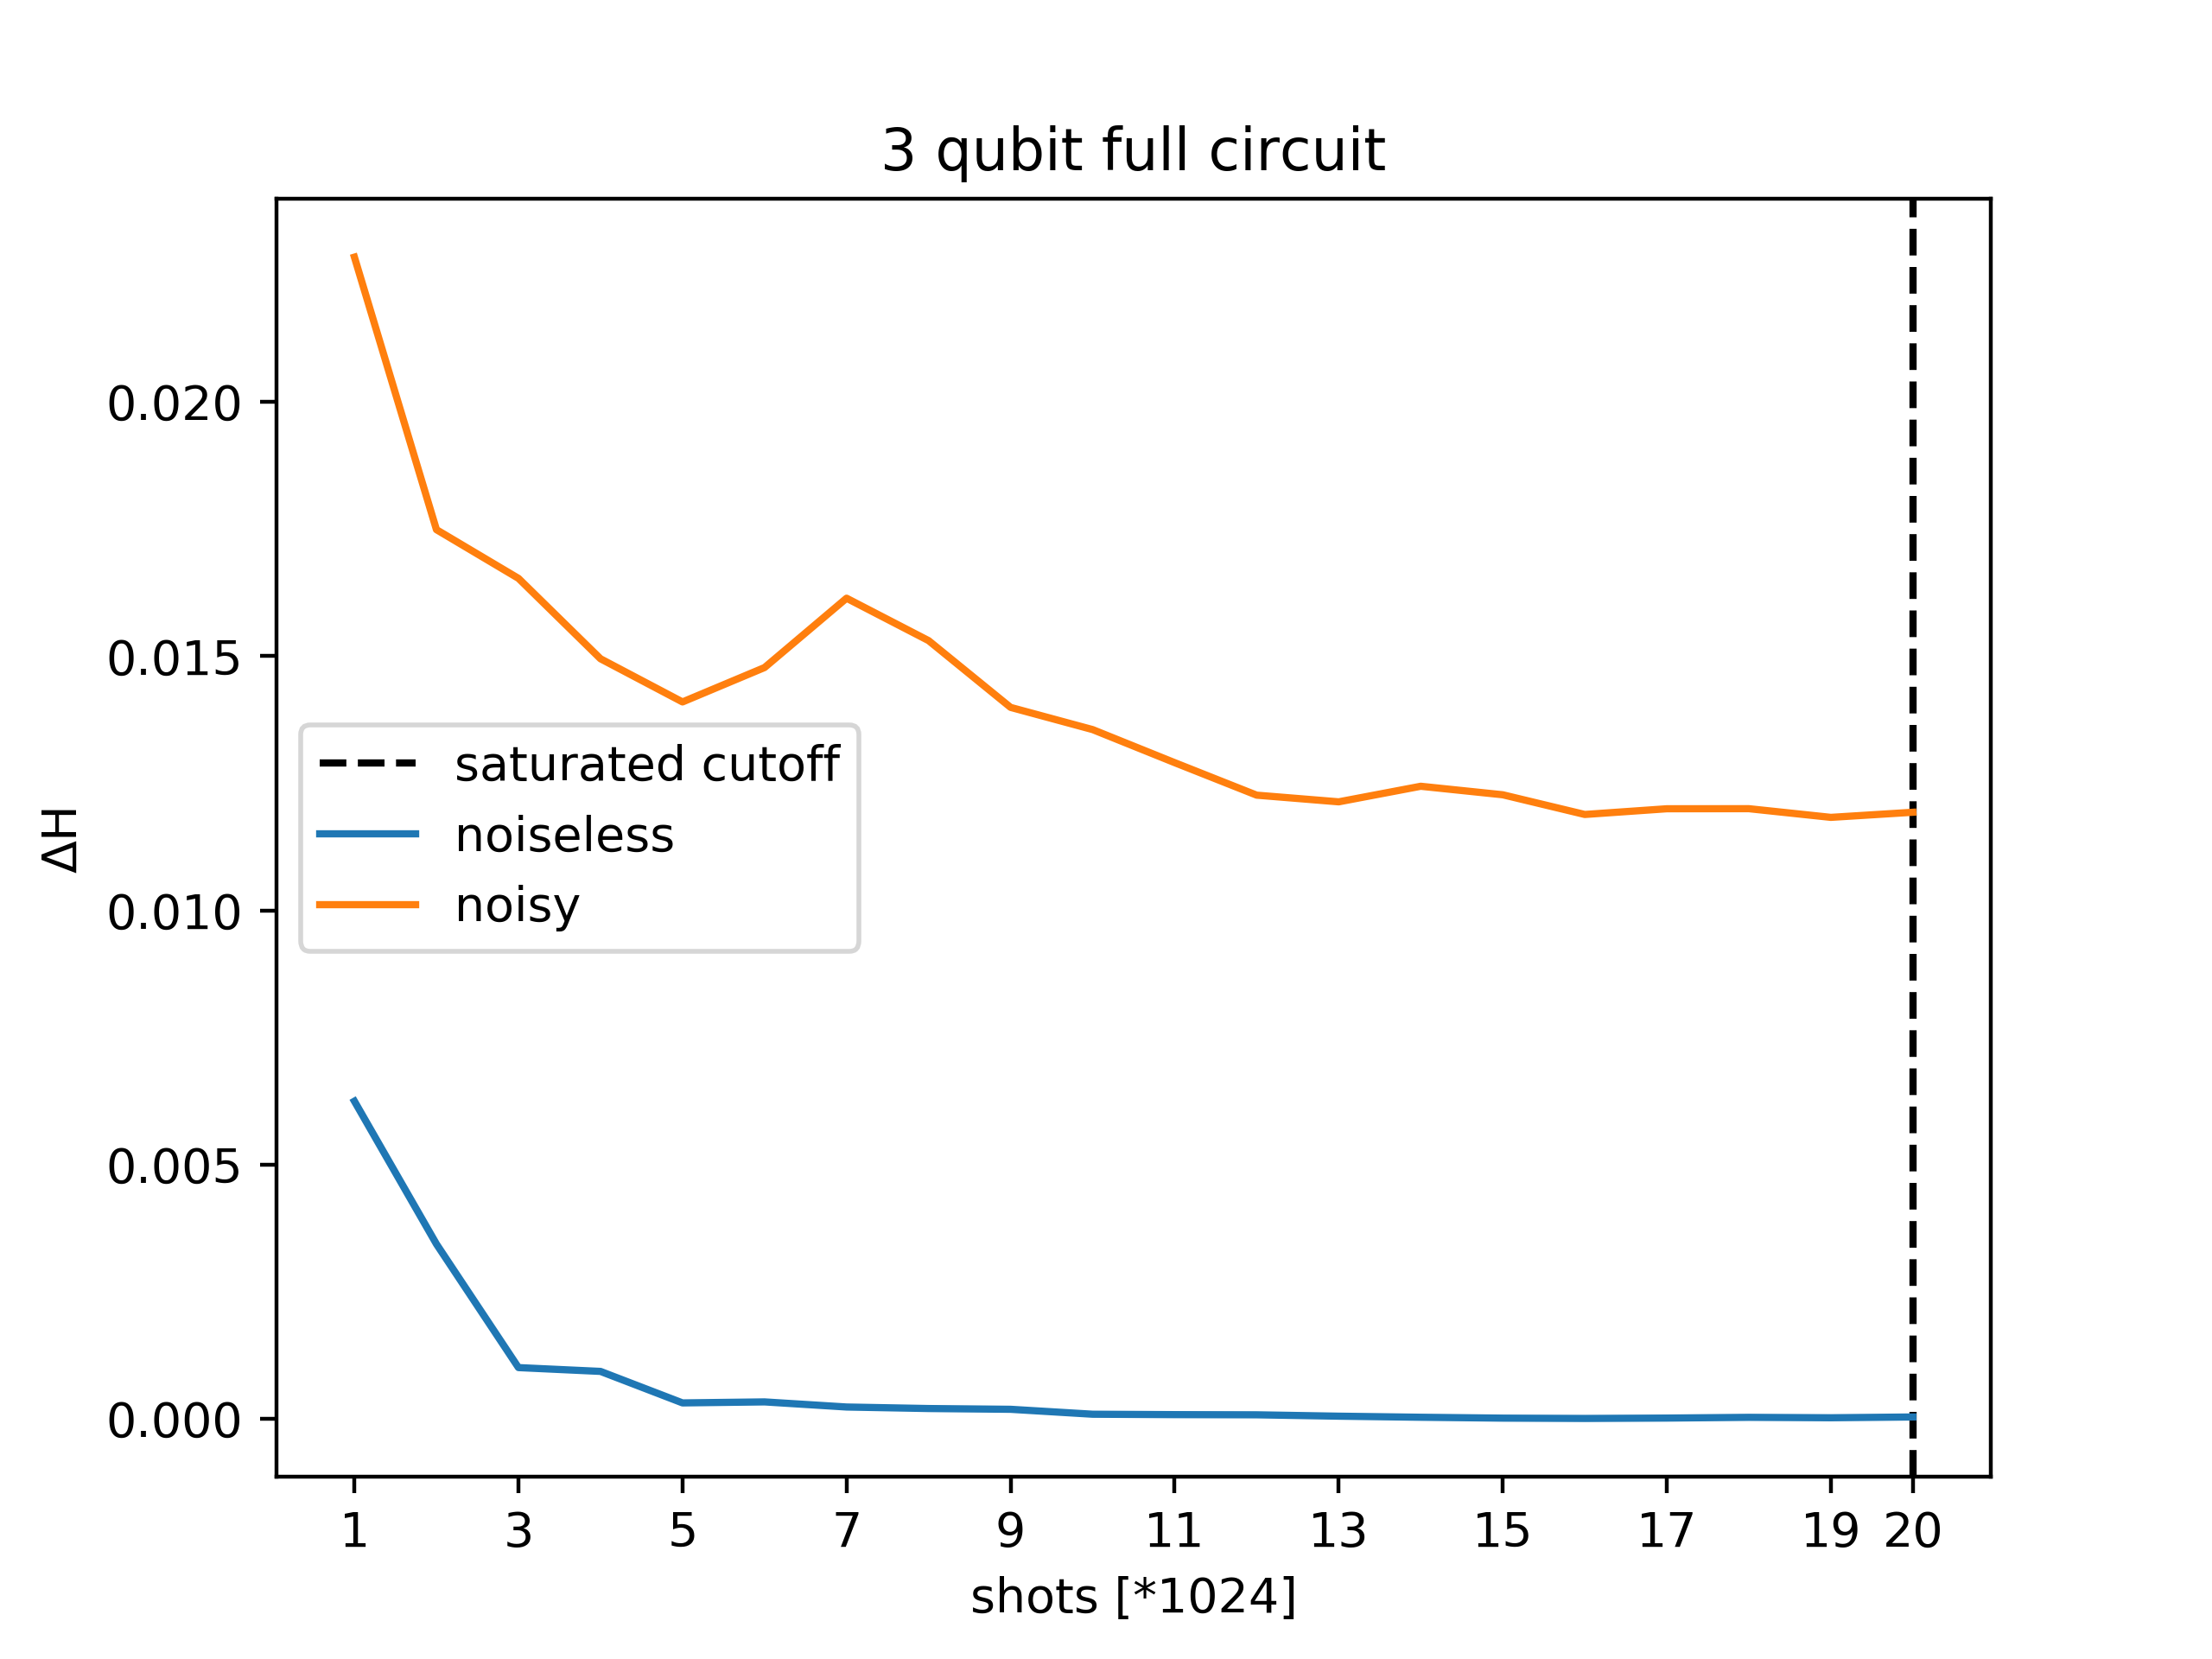 3 qubit full circuit
0.020
0.015
0.010
0.005
0.000
ΔH
saturated cutoff
noiseless
noisy
1 3 5 7 9 11 13 15 17 19 20
shots [*1024]